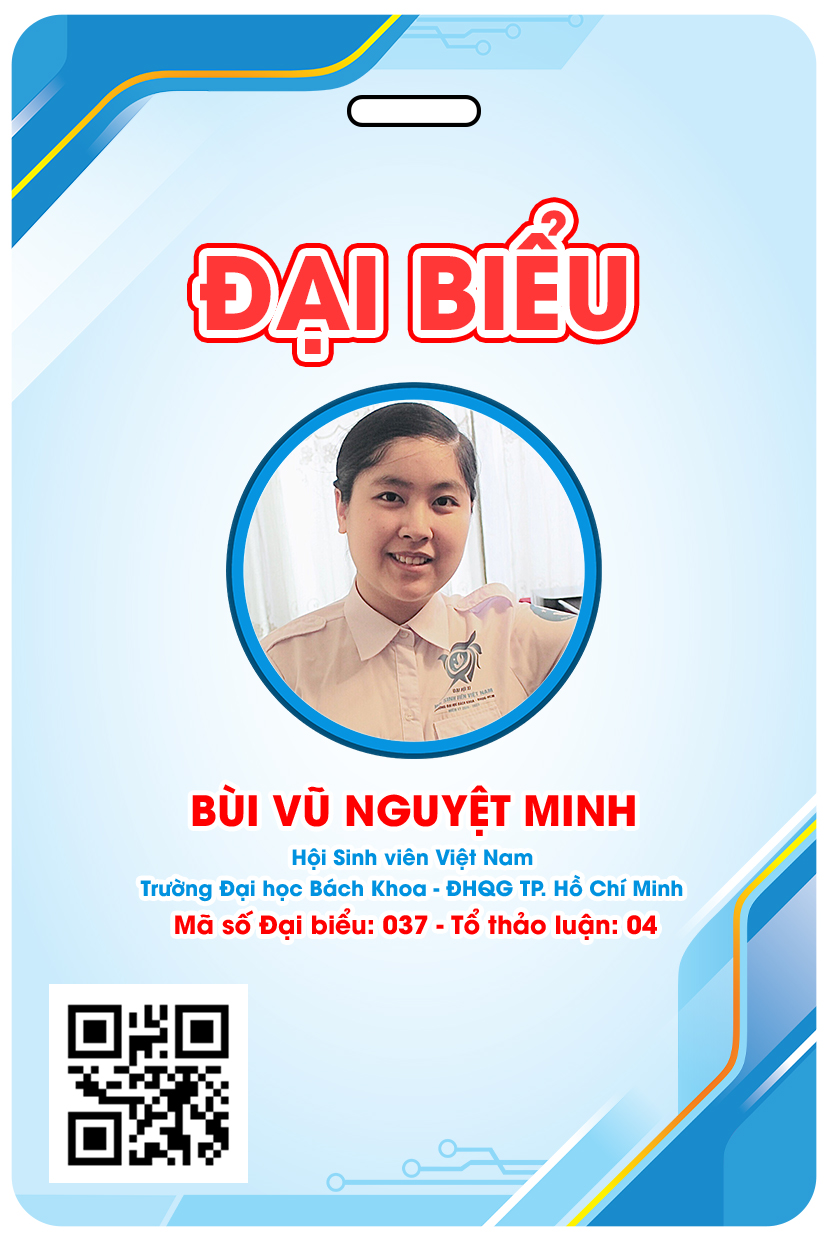 ĐẠI BIỂU
BÙI VŨ NGUYỆT MINH
Hội Sinh viên Việt Nam
Trường Đại học Bách Khoa - ĐHQG TP. Hồ Chí Minh
Mã số Đại biểu: 037 - Tổ thảo luận: 04